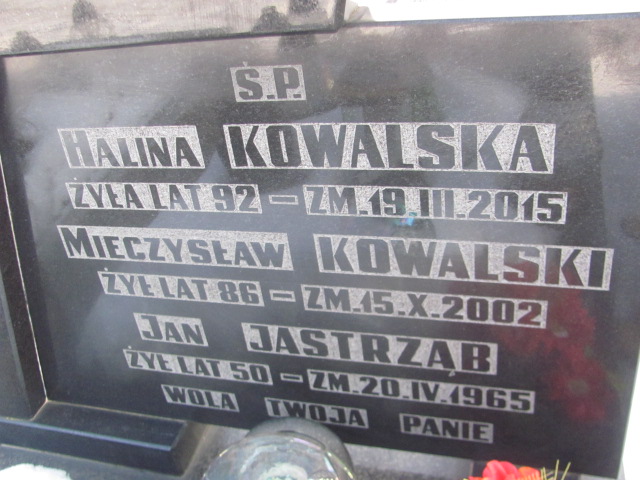 Ś.P.
HALINA KOWALSKA
ŻYŁA LAT 92 – ZM.19.III.2015
MIECZYSŁAW KOWALSKI
ŻYŁ LAT 86 – ZM.15.X.2002
JAN JASTRZĄB
ŻYŁ LAT 50 – ZM.20.IV.1965
WOLA TWOJA PANIE